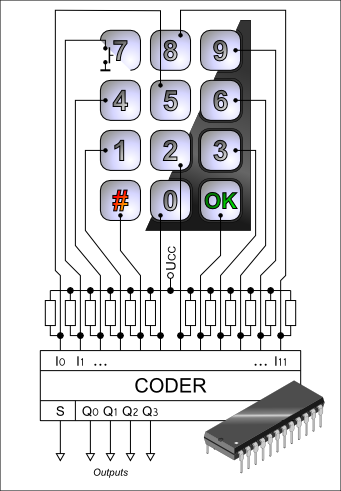 7 8 9
4 5 6
1 2 3
# 0 OK
Ucc
I0 I1 ... ... I11
CODER
S Q0 Q1 Q2 Q3
Outputs